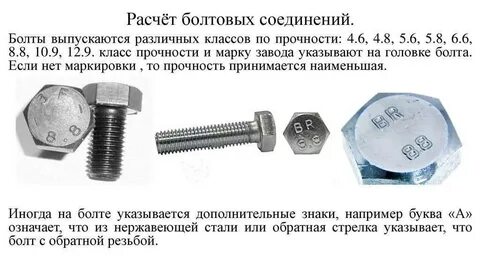 Расчёт болтовых соединений.
Болты выпускаются различных классов по прочности: 4.6, 4.8, 5.6, 5.8, 6.6,
8.8, 10.9, 12.9. класс прочности и марку завода указывают на головке болта.
Если нет маркировки , то прочность принимается наименьшая.
8.8
BR
8.8
BR
88
Иногда на болте указывается дополнительные знаки, например буква «А»
означает, что из нержавеющей стали или обратная стрелка указывает, что
болт с обратной резьбой.